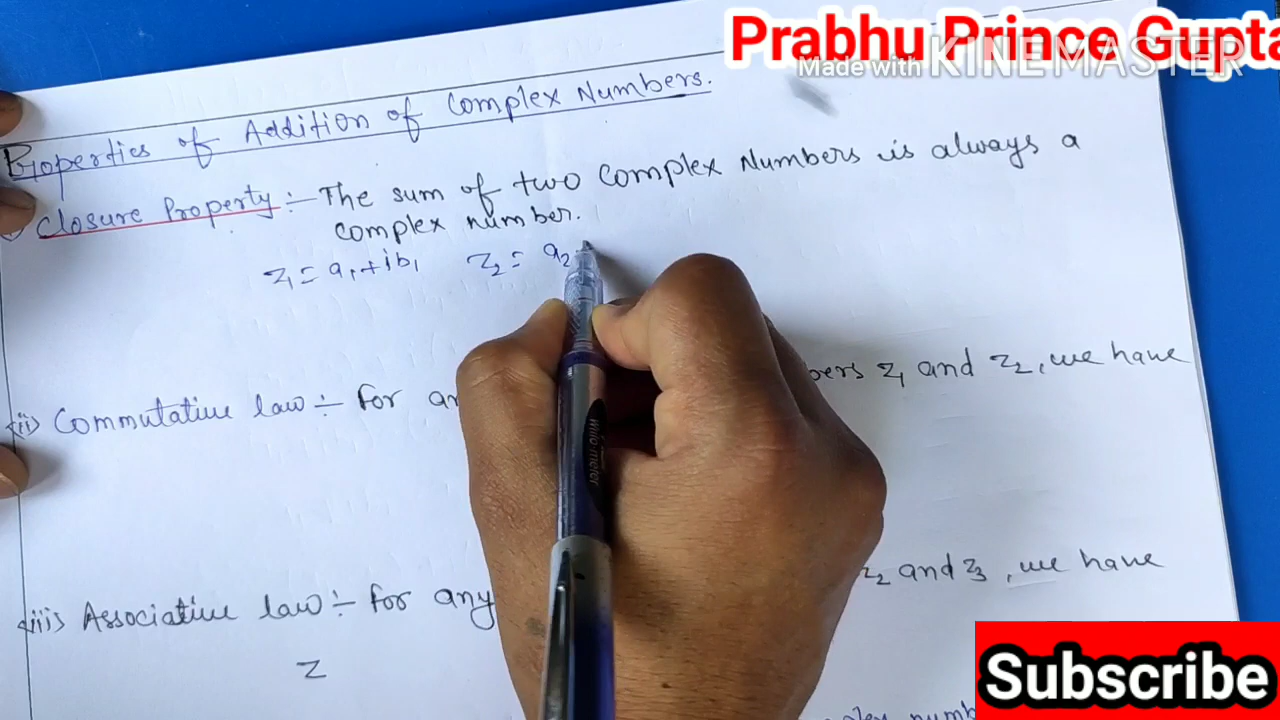 Prabhu Prince Gupta
Made with KINEMASTER
Properties of Addition of Complex Numbers.
Closure Property :- The sum of two complex Numbers is always a
complex number.
z₁ = a₁+ib₁ z₂ = a₂
(ii) Commutative law :- for an bers z₁ and z₂, we have
(iii) Associative law :- for any z₂ and z₃, we have
z
Subscribe